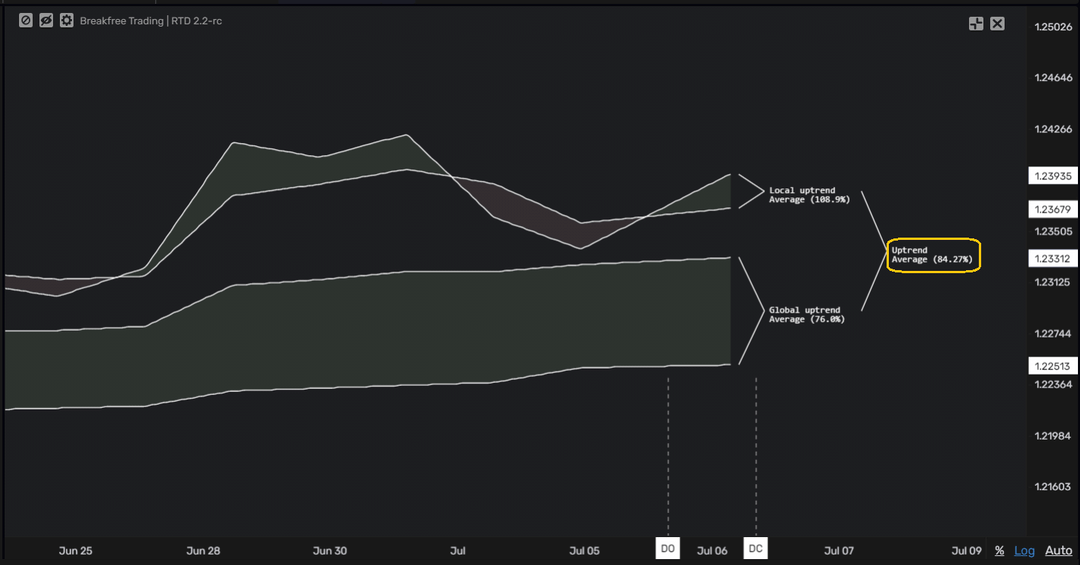 Breakfree Trading | RTD 2.2-rc
1.25026
1.24646
1.24266
1.23935
1.23679
1.23505
1.23312
1.23125
1.22744
1.22513
1.22364
1.21984
1.21603
Local uptrend
Average (108.9%)
Uptrend
Average (84.27%)
Global uptrend
Average (76.0%)
Jun 25
Jun 28
Jun 30
Jul
Jul 05
DO
Jul 06
DC
Jul 07
Jul 09
%
Log
Auto